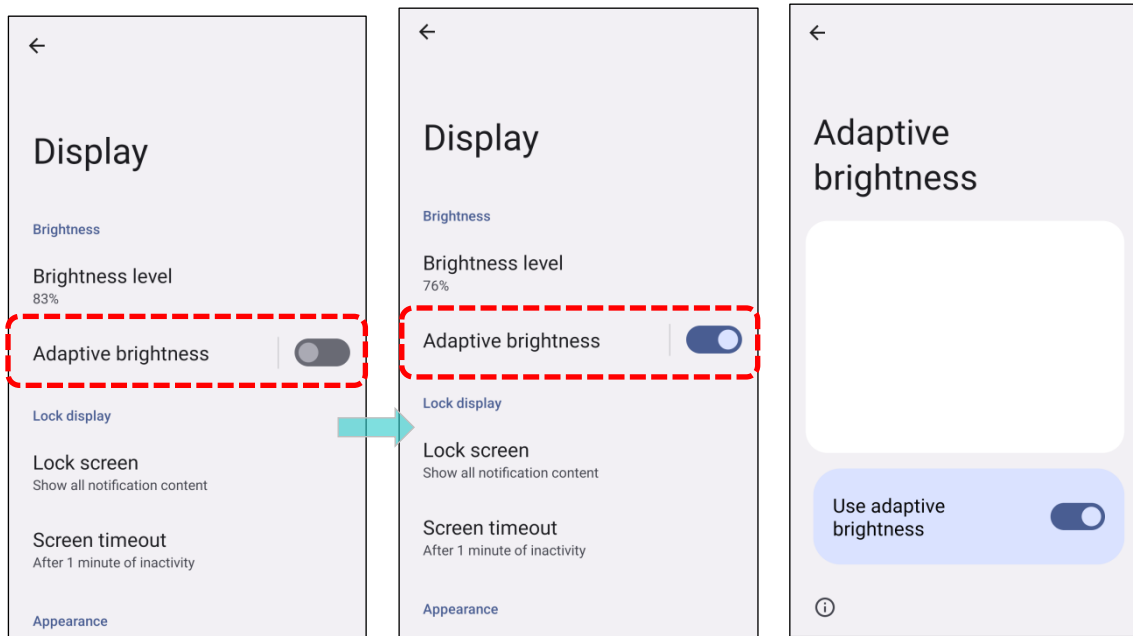 Display
Brightness
Brightness level
83%
Adaptive brightness
Lock display
Lock screen
Show all notification content
Screen timeout
After 1 minute of inactivity
Appearance
Display
Brightness
Brightness level
76%
Adaptive brightness
Lock display
Lock screen
Show all notification content
Screen timeout
After 1 minute of inactivity
Appearance
Adaptive
brightness
Use adaptive
brightness